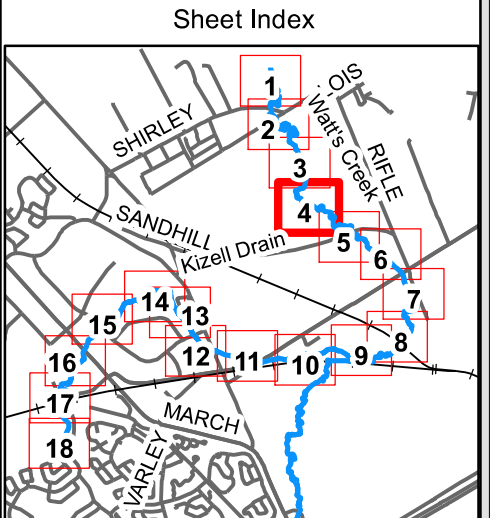 Sheet Index
1
OIS
2
SHIRLEY
Watt's Creek
3
RIFLE
4
SANDHILL
5
Kizell Drain
6
7
14
13
15
8
12
11
10
9
16
17
MARCH
18
VARLEY